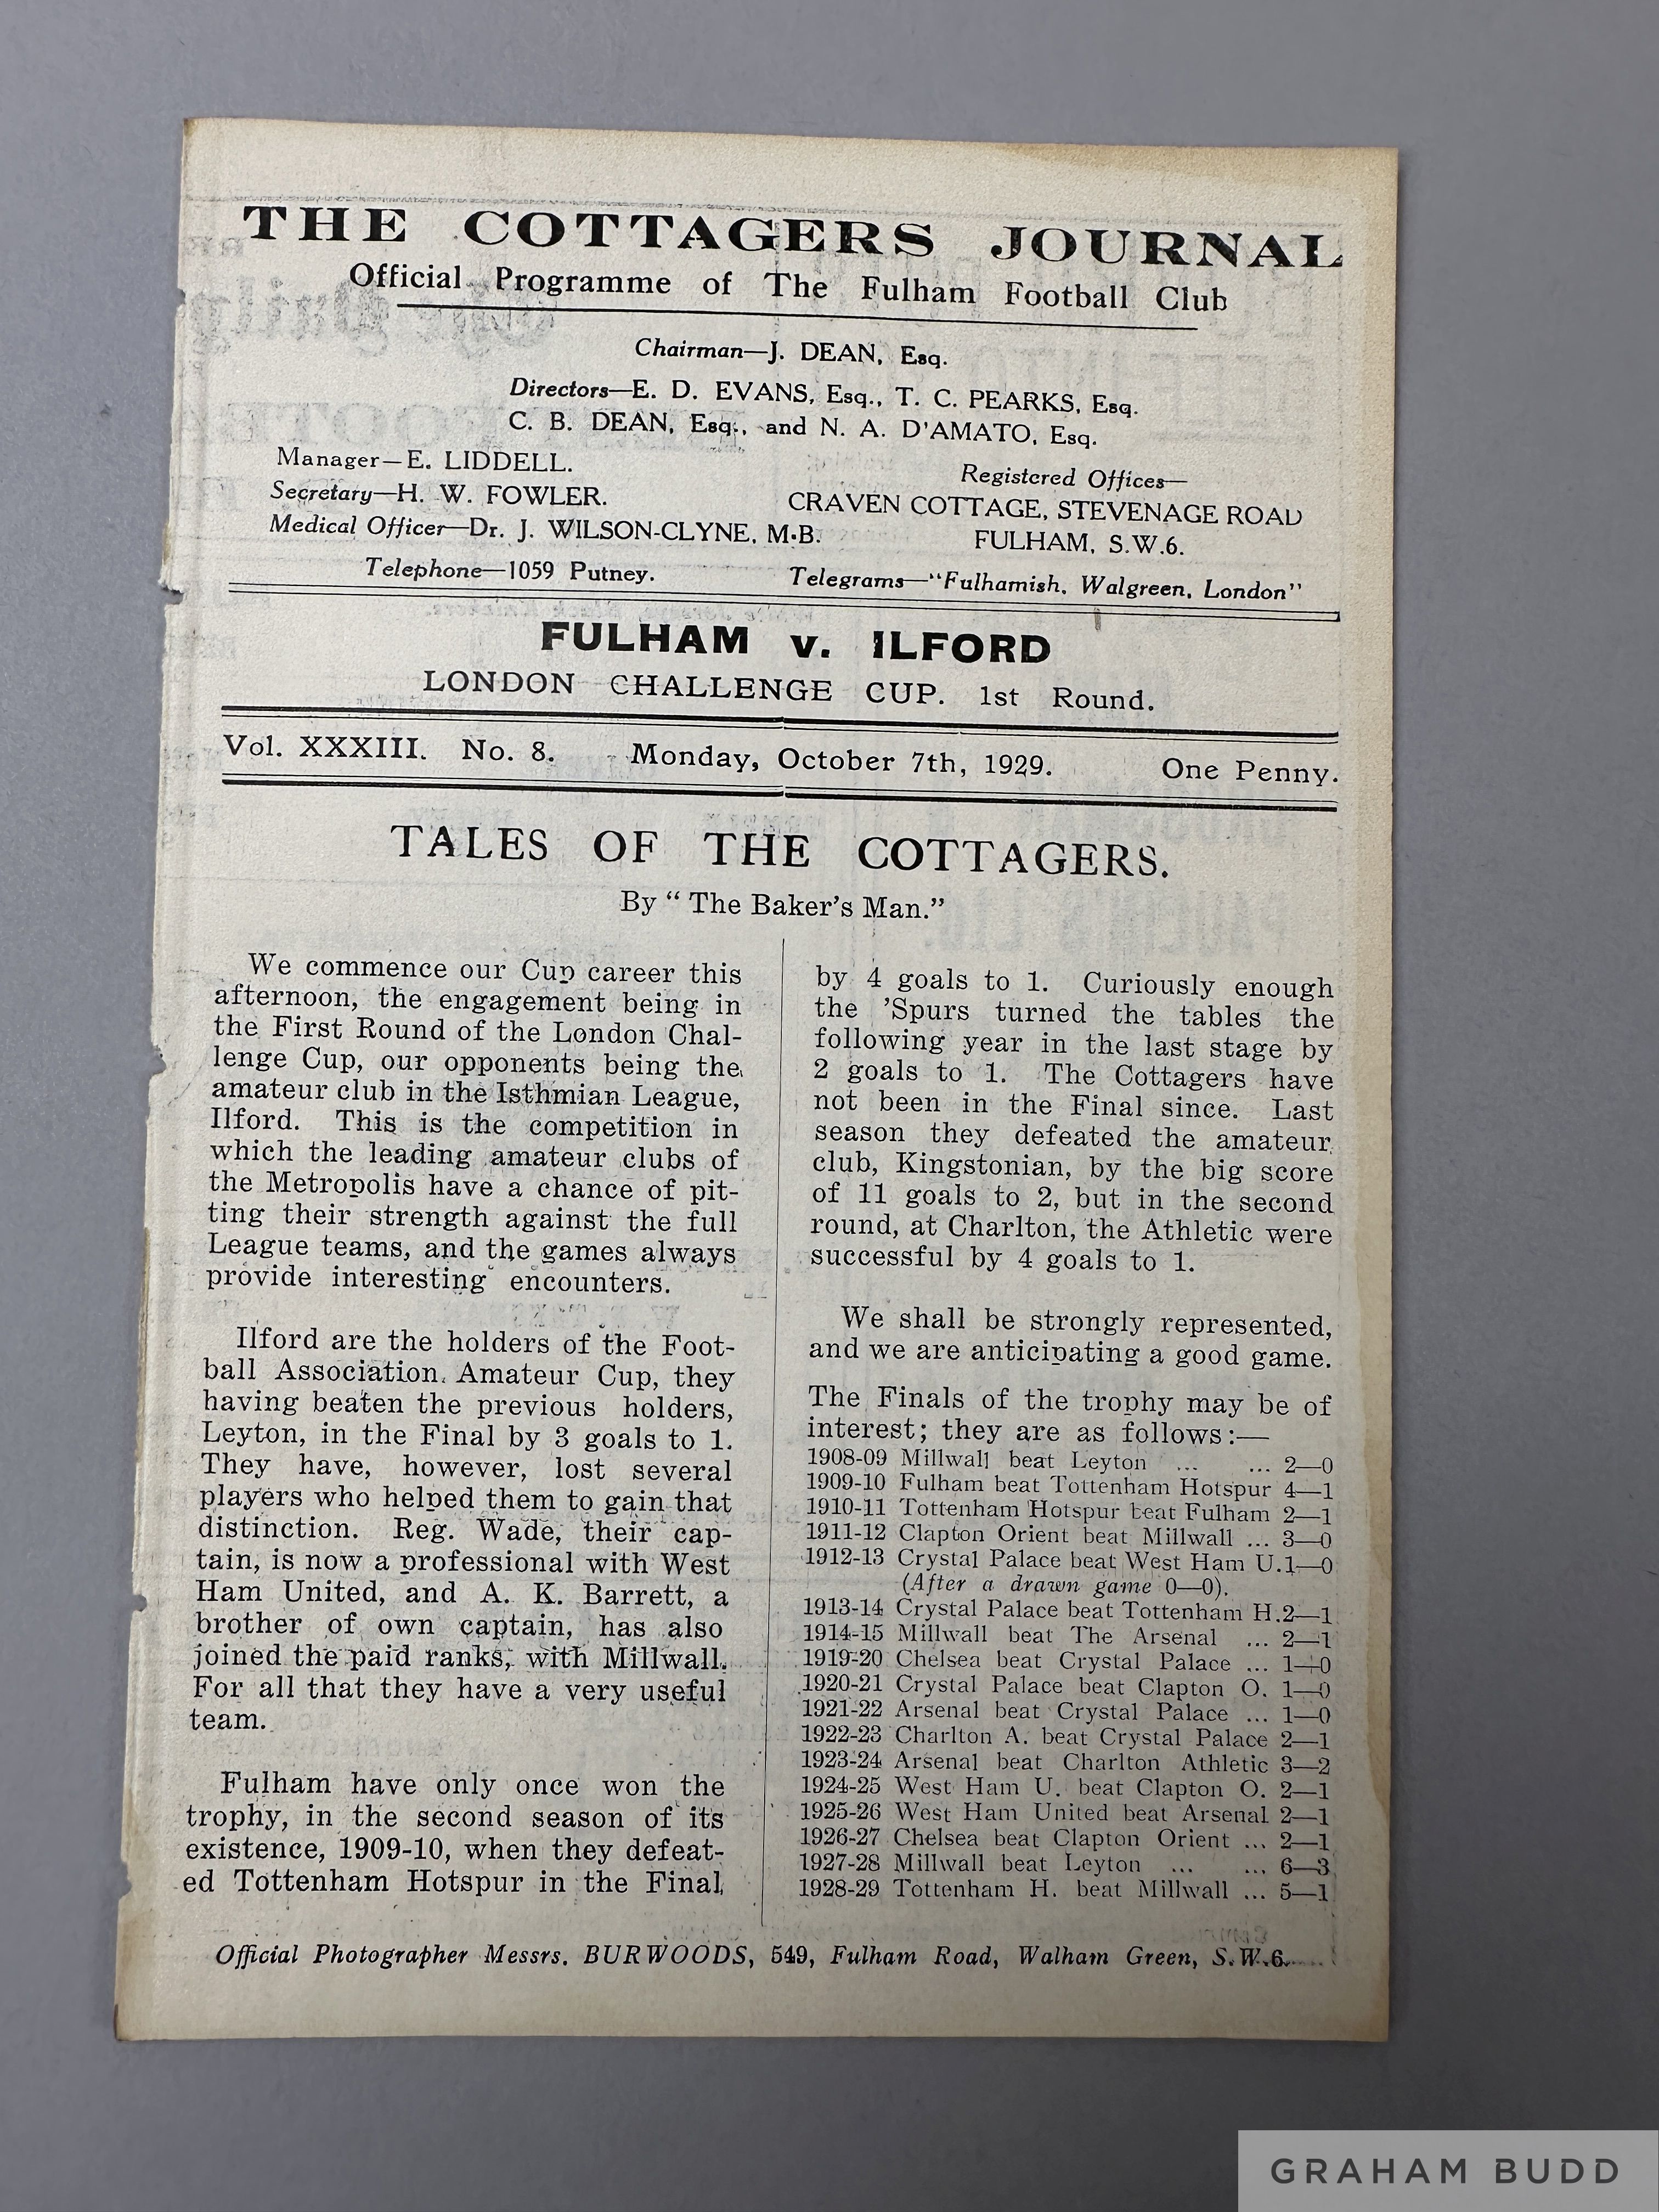 THE COTTAGERS JOURNAL
Official Programme of The Fulham Football Club
Chairman—J. DEAN, Esq.
Directors—E. D. EVANS, Esq., T. C. PEARKS, Esq.
C. B. DEAN, Esq., and N. A. D'AMATO, Esq.
Manager—E. LIDDELL.
Secretary—H. W. FOWLER.
Medical Officer—Dr. J. WILSON-CLYNE, M.B.
Registered Offices—
CRAVEN COTTAGE, STEVENAGE ROAD
FULHAM, S.W.6.
Telephone—1059 Putney.
Telegrams—"Fulhamish, Walgreen, London"
FULHAM v. ILFORD
LONDON CHALLENGE CUP. 1st Round.
Vol. XXXIII. No. 8. Monday, October 7th, 1929. One Penny.
TALES OF THE COTTAGERS.
By "The Baker's Man."
We commence our Cup career this
afternoon, the engagement being in
the First Round of the London Chal-
lenge Cup, our opponents being the
amateur club in the Isthmian League,
Ilford. This is the competition in
which the leading amateur clubs of
the Metropolis have a chance of pit-
ting their strength against the full
League teams, and the games always
provide interesting encounters.
Ilford are the holders of the Foot-
ball Association Amateur Cup, they
having beaten the previous holders,
Leyton, in the Final by 3 goals to 1.
They have, however, lost several
players who helped them to gain that
distinction. Reg. Wade, their cap-
tain, is now a professional with West
Ham United, and A. K. Barrett, a
brother of own captain, has also
joined the paid ranks, with Millwall.
For all that they have a very useful
team.
Fulham have only once won the
trophy, in the second season of its
existence, 1909-10, when they defeat-
ed Tottenham Hotspur in the Final
by 4 goals to 1. Curiously enough
the 'Spurs turned the tables the
following year in the last stage by
2 goals to 1. The Cottagers have
not been in the Final since. Last
season they defeated the amateur
club, Kingstonian, by the big score
of 11 goals to 2, but in the second
round, at Charlton, the Athletic were
successful by 4 goals to 1.
We shall be strongly represented,
and we are anticipating a good game.
The Finals of the trophy may be of
interest; they are as follows:—
1908-09 Millwall beat Leyton ... ... 2—0
1909-10 Fulham beat Tottenham Hotspur 4—1
1910-11 Tottenham Hotspur beat Fulham 2—1
1911-12 Clapton Orient beat Millwall ... 3—0
1912-13 Crystal Palace beat West Ham U.1—0
(After a drawn game 0—0).
1913-14 Crystal Palace beat Tottenham H.2—1
1914-15 Millwall beat The Arsenal ... 2—1
1919-20 Chelsea beat Crystal Palace ... 1—0
1920-21 Crystal Palace beat Clapton O. 1—0
1921-22 Arsenal beat Crystal Palace ... 1—0
1922-23 Charlton A. beat Crystal Palace 2—1
1923-24 Arsenal beat Charlton Athletic 3—2
1924-25 West Ham U. beat Clapton O. 2—1
1925-26 West Ham United beat Arsenal 2—1
1926-27 Chelsea beat Clapton Orient ... 2—1
1927-28 Millwall beat Leyton ... ... 6—3
1928-29 Tottenham H. beat Millwall ... 5—1
Official Photographer Messrs. BURWOODS, 549, Fulham Road, Walham Green, S.W.6.
GRAHAM BUDD